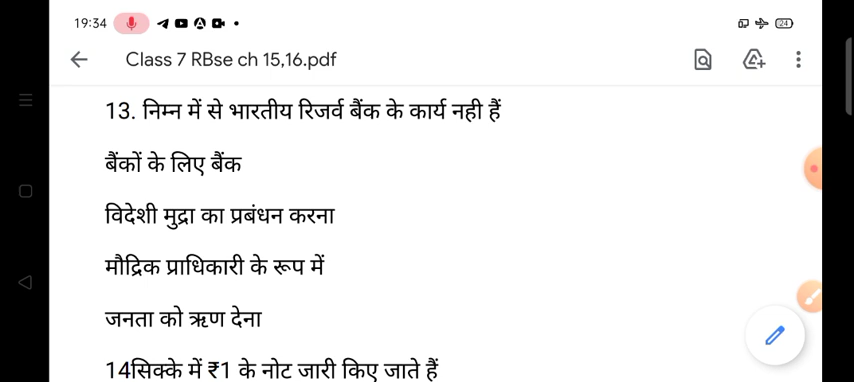 19:34
24
Class 7 RBse ch 15,16.pdf
13. निम्न में से भारतीय रिजर्व बैंक के कार्य नही हैं
बैंकों के लिए बैंक
विदेशी मुद्रा का प्रबंधन करना
मौद्रिक प्राधिकारी के रूप में
जनता को ऋण देना
14सिक्के में ₹1 के नोट जारी किए जाते हैं